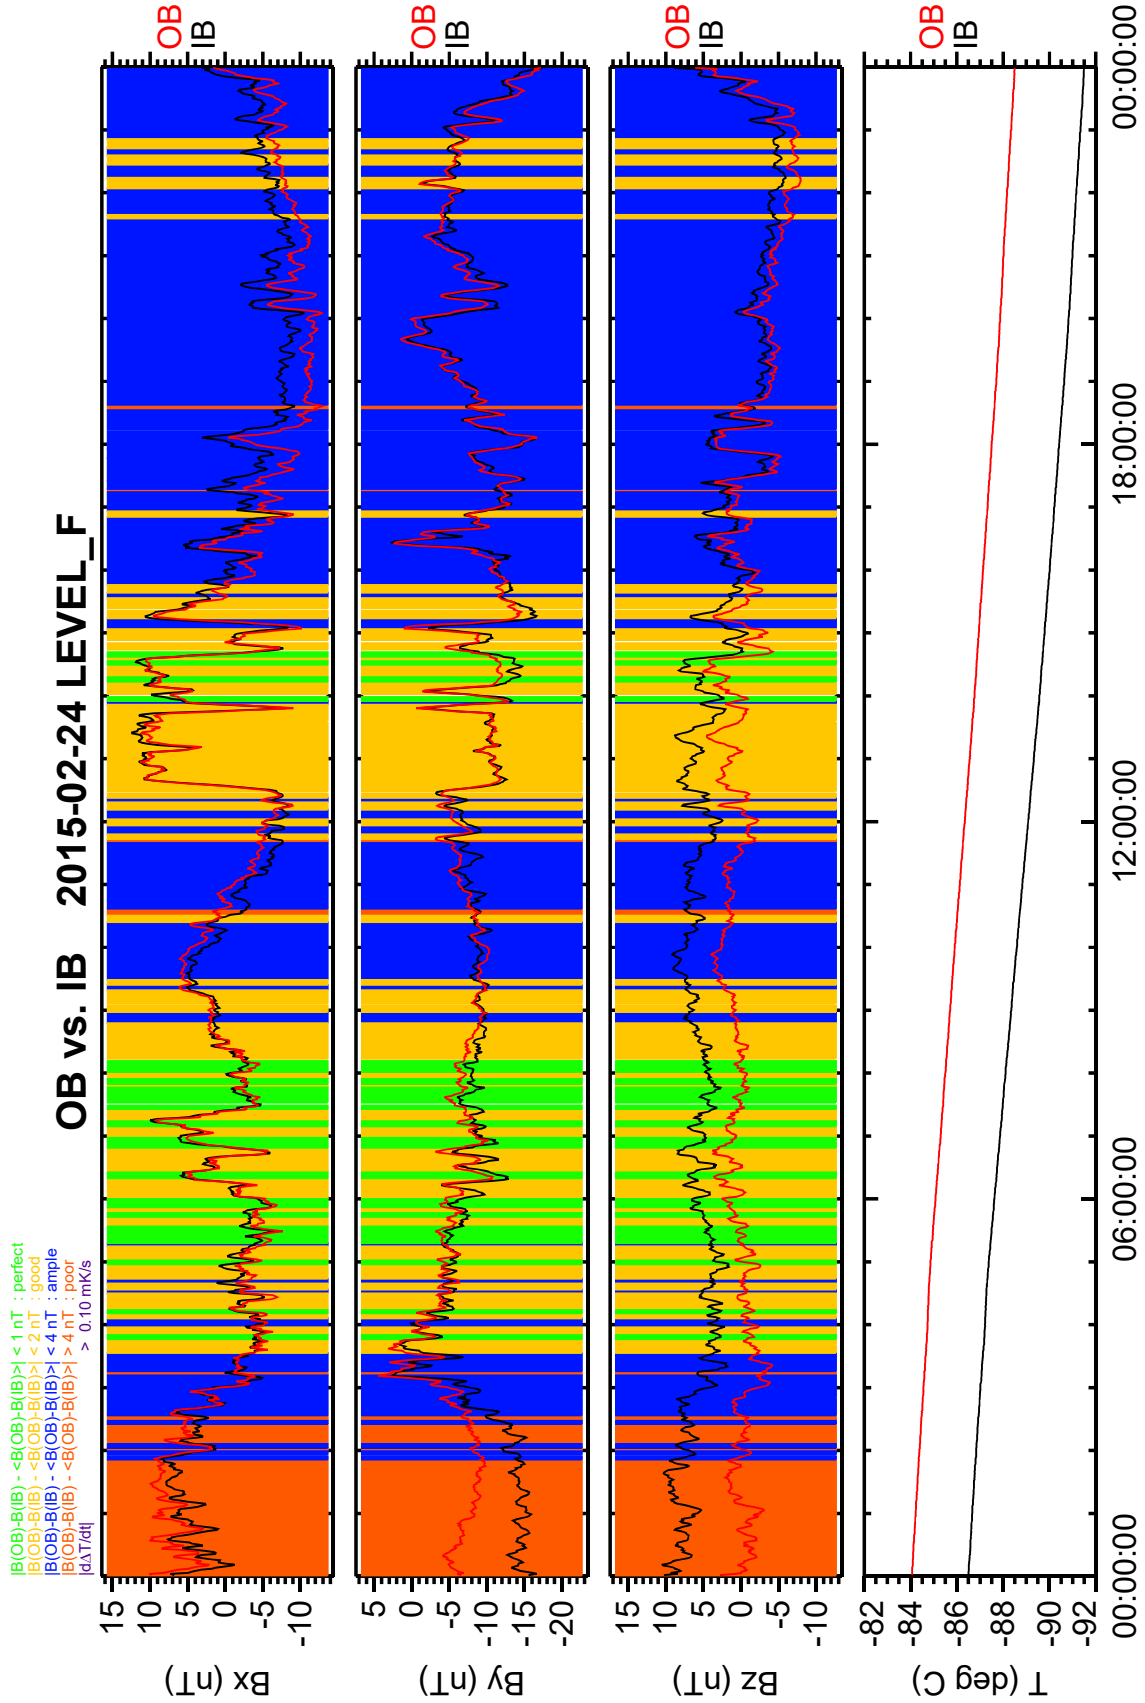 OB vs. IB 2015-02-24 LEVEL_F
|B(OB)-B(IB) - <B(OB)-B(IB)>| < 1 nT : perfect
|B(OB)-B(IB) - <B(OB)-B(IB)>| < 2 nT : good
|B(OB)-B(IB) - <B(OB)-B(IB)>| < 4 nT : ample
|B(OB)-B(IB) - <B(OB)-B(IB)>| > 4 nT : poor
|dΔT/dt| > 0.10 mK/s
Bx (nT)
15
10
5
0
-5
-10
OB
IB
By (nT)
5
0
-5
-10
-15
-20
OB
IB
Bz (nT)
15
10
5
0
-5
-10
OB
IB
T (deg C)
-82
-84
-86
-88
-90
-92
OB
IB
00:00:00 06:00:00 12:00:00 18:00:00 00:00:00